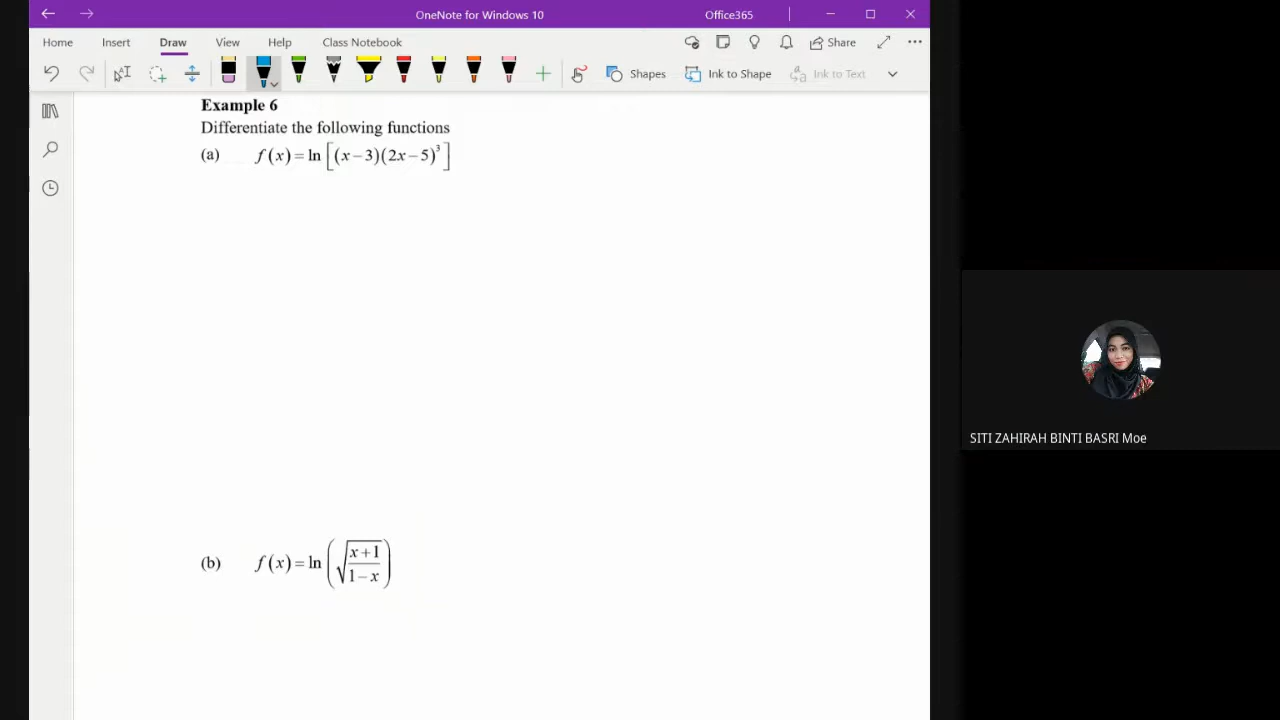 OneNote for Windows 10
Office365
Home Insert Draw View Help Class Notebook
Share
Shapes Ink to Shape Ink to Text
Example 6
Differentiate the following functions
(a) f(x) = ln [(x − 3)(2x − 5)³]
(b) f(x) = ln (√((x + 1)/(1 − x)))
SITI ZAHIRAH BINTI BASRI Moe